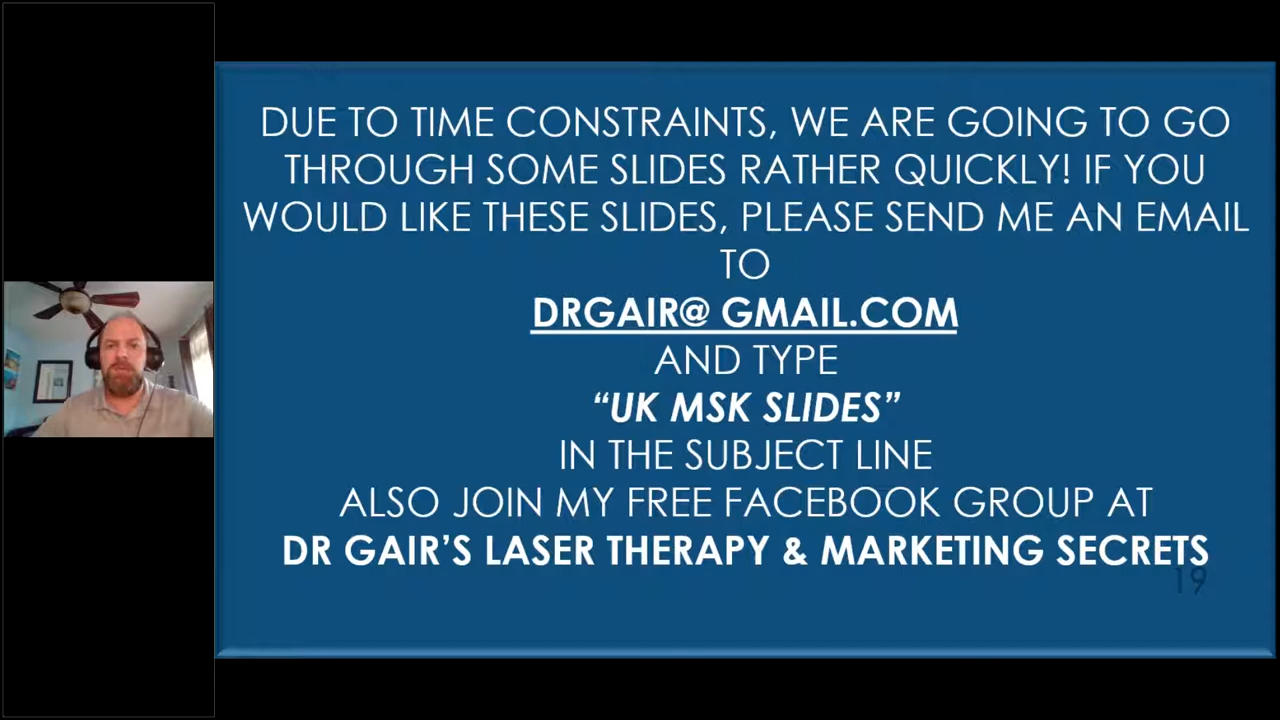 DUE TO TIME CONSTRAINTS, WE ARE GOING TO GO
THROUGH SOME SLIDES RATHER QUICKLY! IF YOU
WOULD LIKE THESE SLIDES, PLEASE SEND ME AN EMAIL
TO
DRGAIR@ GMAIL.COM
AND TYPE
“UK MSK SLIDES”
IN THE SUBJECT LINE
ALSO JOIN MY FREE FACEBOOK GROUP AT
DR GAIR’S LASER THERAPY & MARKETING SECRETS
19